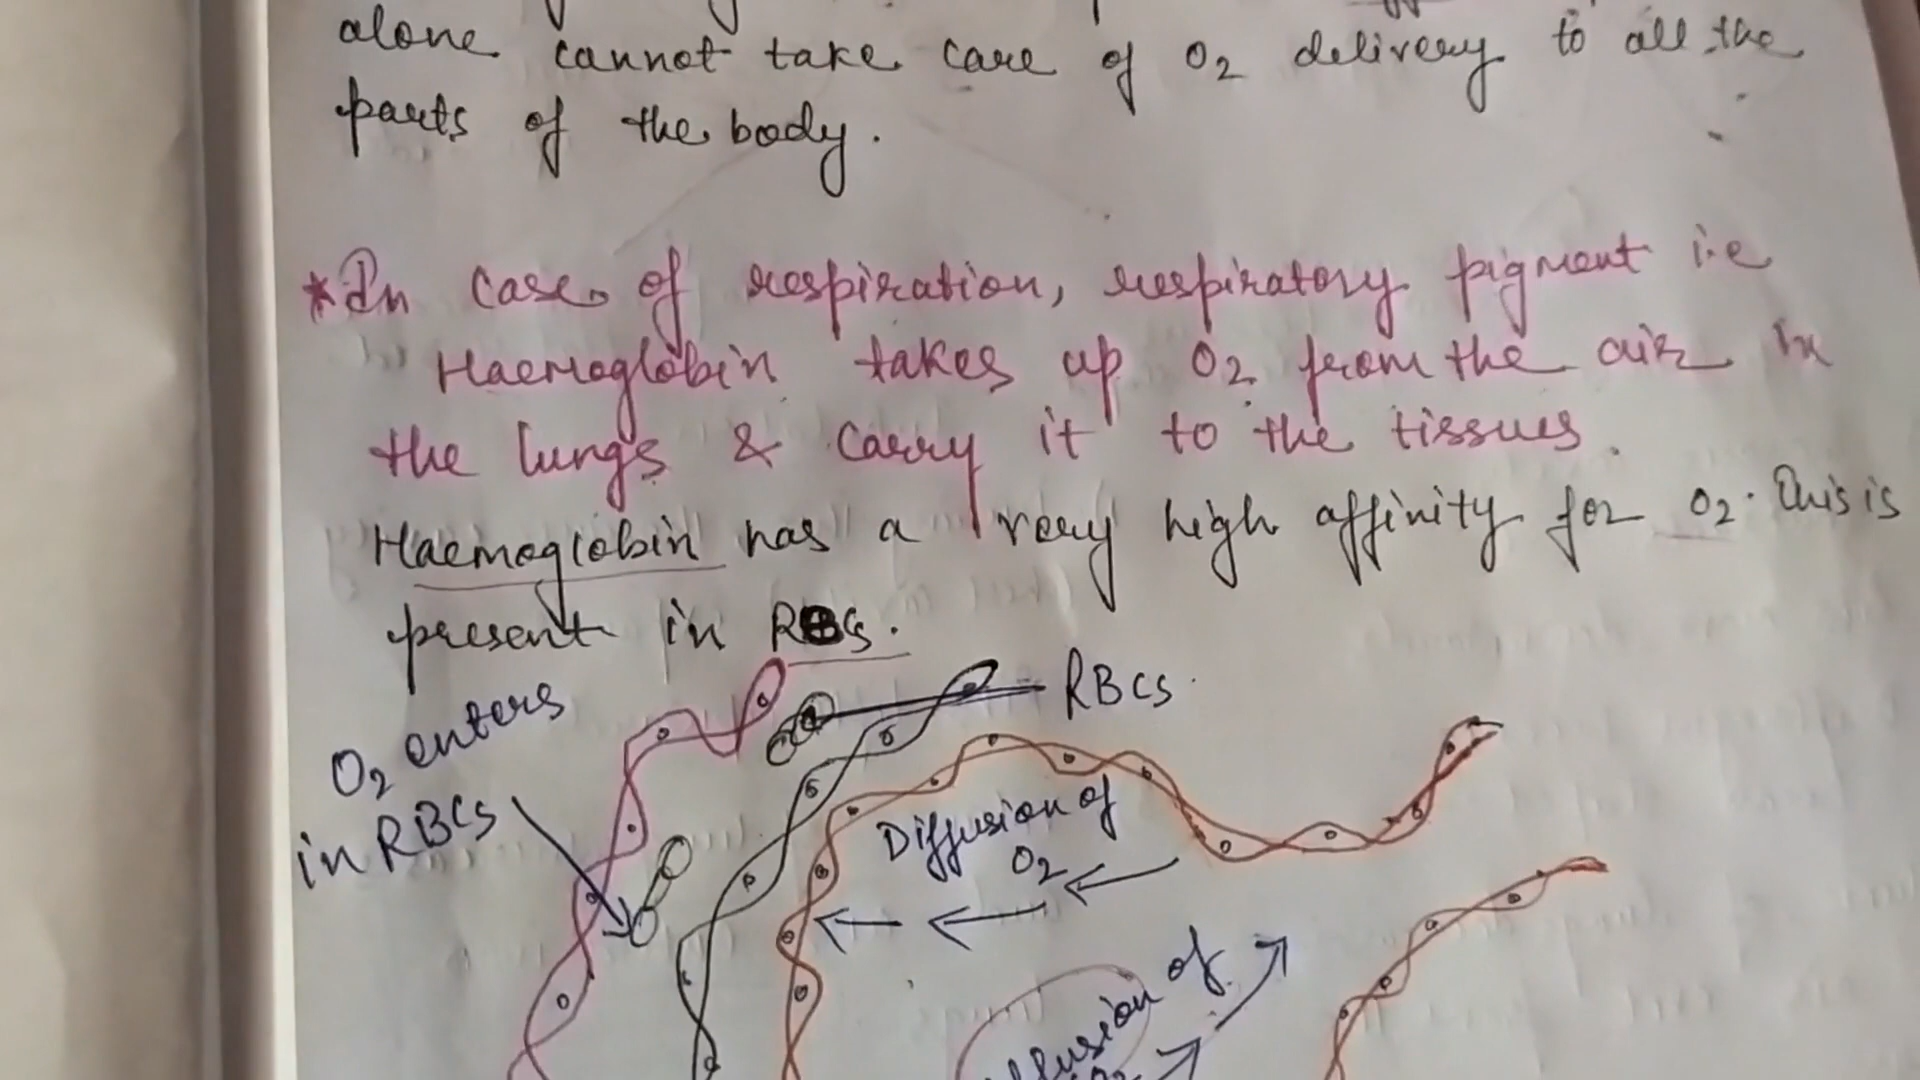 alone cannot take care of O₂ delivery to all the
parts of the body.
*In case of respiration, respiratory pigment i.e
Haemoglobin takes up O₂ from the air in
the lungs & carry it to the tissues.
Haemoglobin has a very high affinity for O₂. This is
present in RBCs.
RBCs.
O₂ enters
in RBCs
Diffusion of
O₂
of